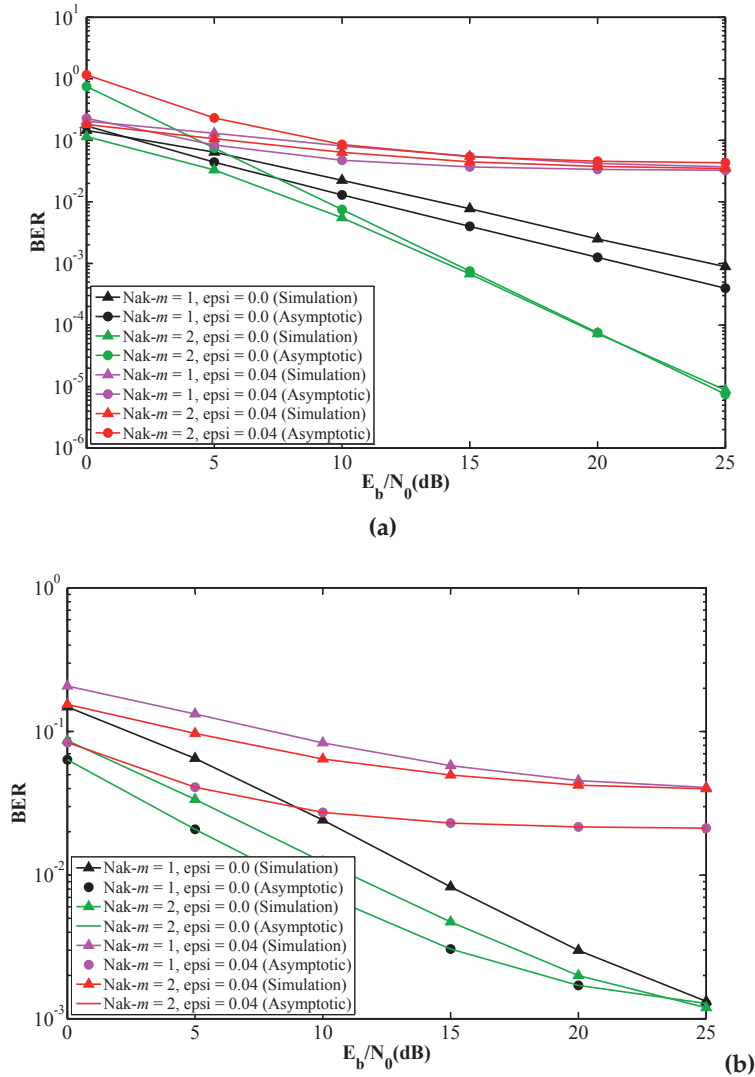 10^1
10^0
10^-1
10^-2
10^-3
10^-4
10^-5
10^-6
BER
Nak-m = 1, epsi = 0.0 (Simulation)
Nak-m = 1, epsi = 0.0 (Asymptotic)
Nak-m = 2, epsi = 0.0 (Simulation)
Nak-m = 2, epsi = 0.0 (Asymptotic)
Nak-m = 1, epsi = 0.04 (Simulation)
Nak-m = 1, epsi = 0.04 (Asymptotic)
Nak-m = 2, epsi = 0.04 (Simulation)
Nak-m = 2, epsi = 0.04 (Asymptotic)
0 5 10 15 20 25
E_b/N_0(dB)
(a)
10^0
10^-1
10^-2
10^-3
BER
Nak-m = 1, epsi = 0.0 (Simulation)
Nak-m = 1, epsi = 0.0 (Asymptotic)
Nak-m = 2, epsi = 0.0 (Simulation)
Nak-m = 2, epsi = 0.0 (Asymptotic)
Nak-m = 1, epsi = 0.04 (Simulation)
Nak-m = 1, epsi = 0.04 (Asymptotic)
Nak-m = 2, epsi = 0.04 (Simulation)
Nak-m = 2, epsi = 0.04 (Asymptotic)
0 5 10 15 20 25
E_b/N_0(dB)
(b)